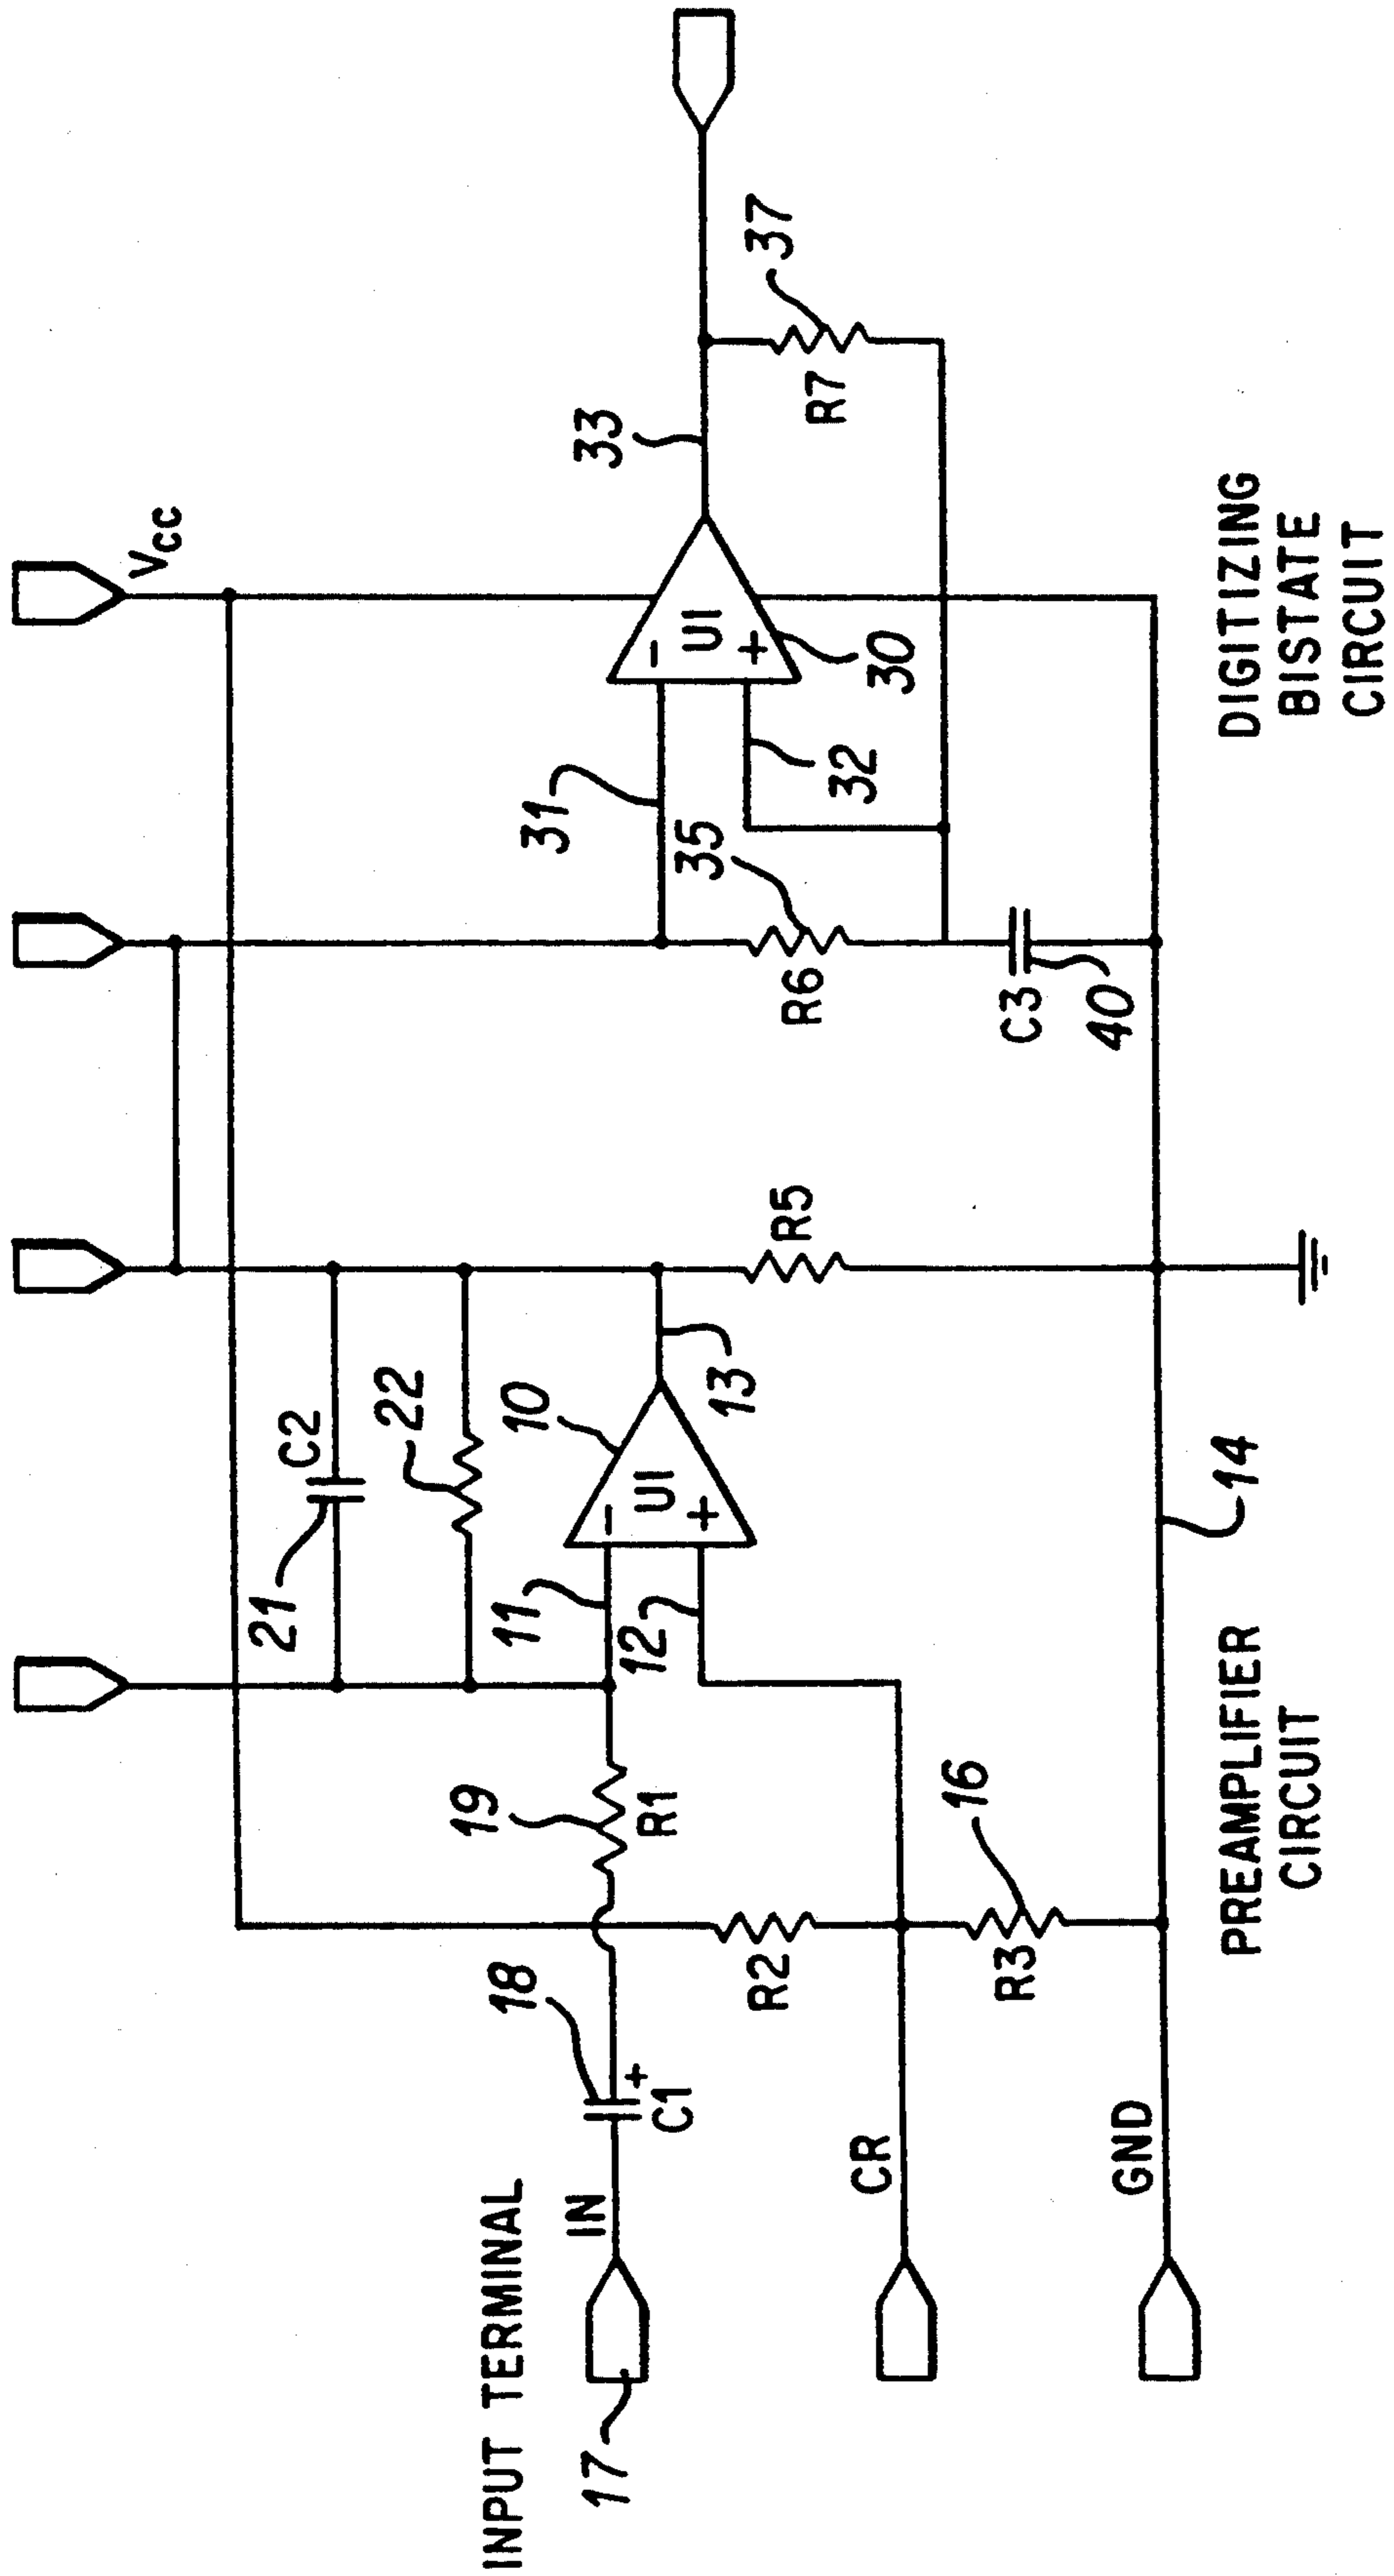 VCC
21
C2
22
INPUT TERMINAL
IN
17
18
+
C1
19
R1
11
12
10
UI
-
+
13
31
35
R6
32
-
UI
+
30
33
37
R7
R2
R5
CR
16
R3
C3
40
GND
14
PREAMPLIFIER
CIRCUIT
DIGITIZING
BISTATE
CIRCUIT